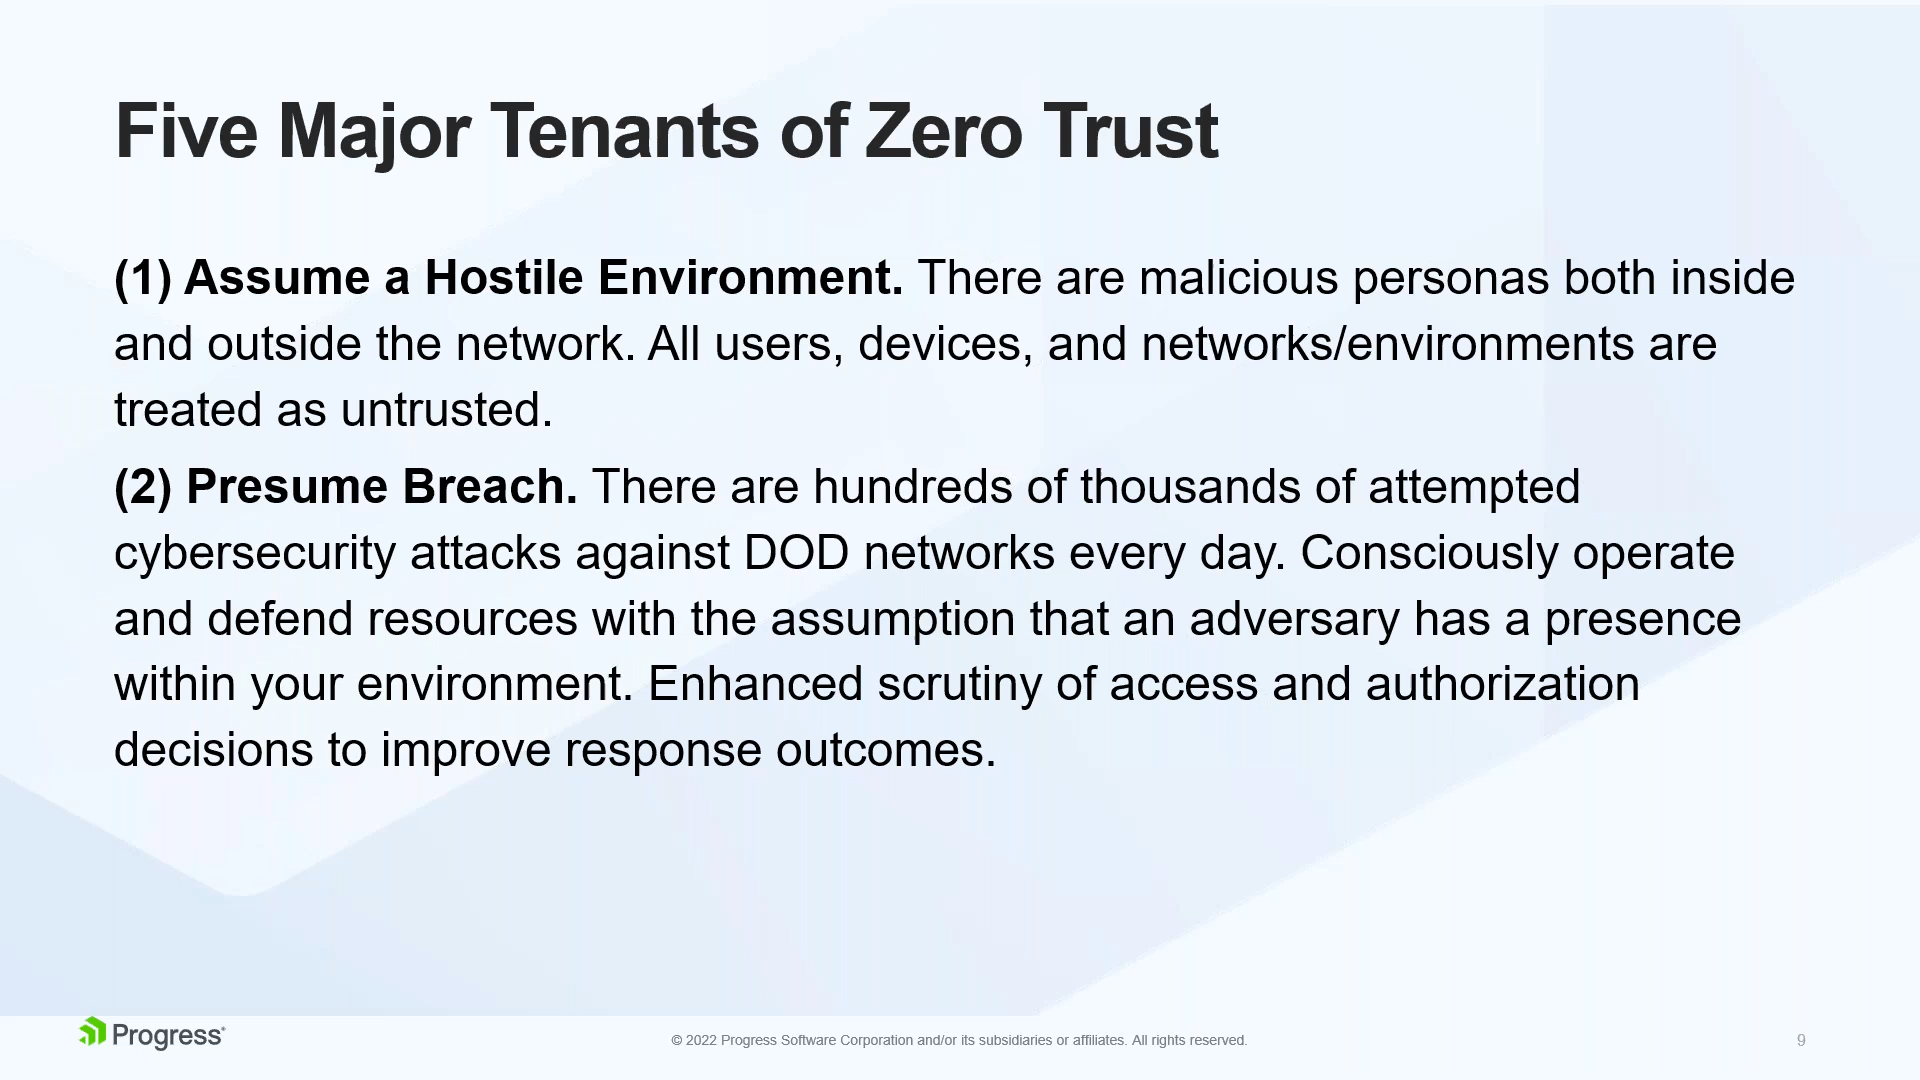 Five Major Tenants of Zero Trust
(1) Assume a Hostile Environment. There are malicious personas both inside
and outside the network. All users, devices, and networks/environments are
treated as untrusted.
(2) Presume Breach. There are hundreds of thousands of attempted
cybersecurity attacks against DOD networks every day. Consciously operate
and defend resources with the assumption that an adversary has a presence
within your environment. Enhanced scrutiny of access and authorization
decisions to improve response outcomes.
Progress®
© 2022 Progress Software Corporation and/or its subsidiaries or affiliates. All rights reserved.
9